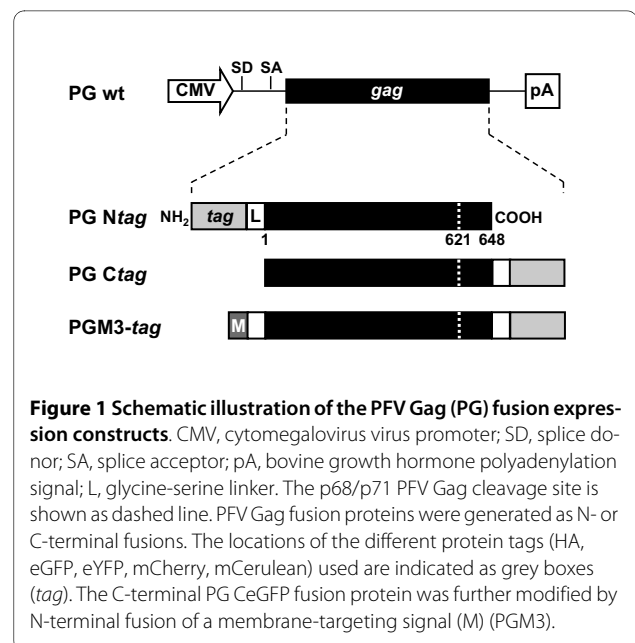 SD SA
PG wt CMV gag pA
PG Ntag NH2 tag L COOH
1 621 648
PG Ctag
PGM3-tag M
Figure 1 Schematic illustration of the PFV Gag (PG) fusion expres-
sion constructs. CMV, cytomegalovirus virus promoter; SD, splice do-
nor; SA, splice acceptor; pA, bovine growth hormone polyadenylation
signal; L, glycine-serine linker. The p68/p71 PFV Gag cleavage site is
shown as dashed line. PFV Gag fusion proteins were generated as N- or
C-terminal fusions. The locations of the different protein tags (HA,
eGFP, eYFP, mCherry, mCerulean) used are indicated as grey boxes
(tag). The C-terminal PG CeGFP fusion protein was further modified by
N-terminal fusion of a membrane-targeting signal (M) (PGM3).